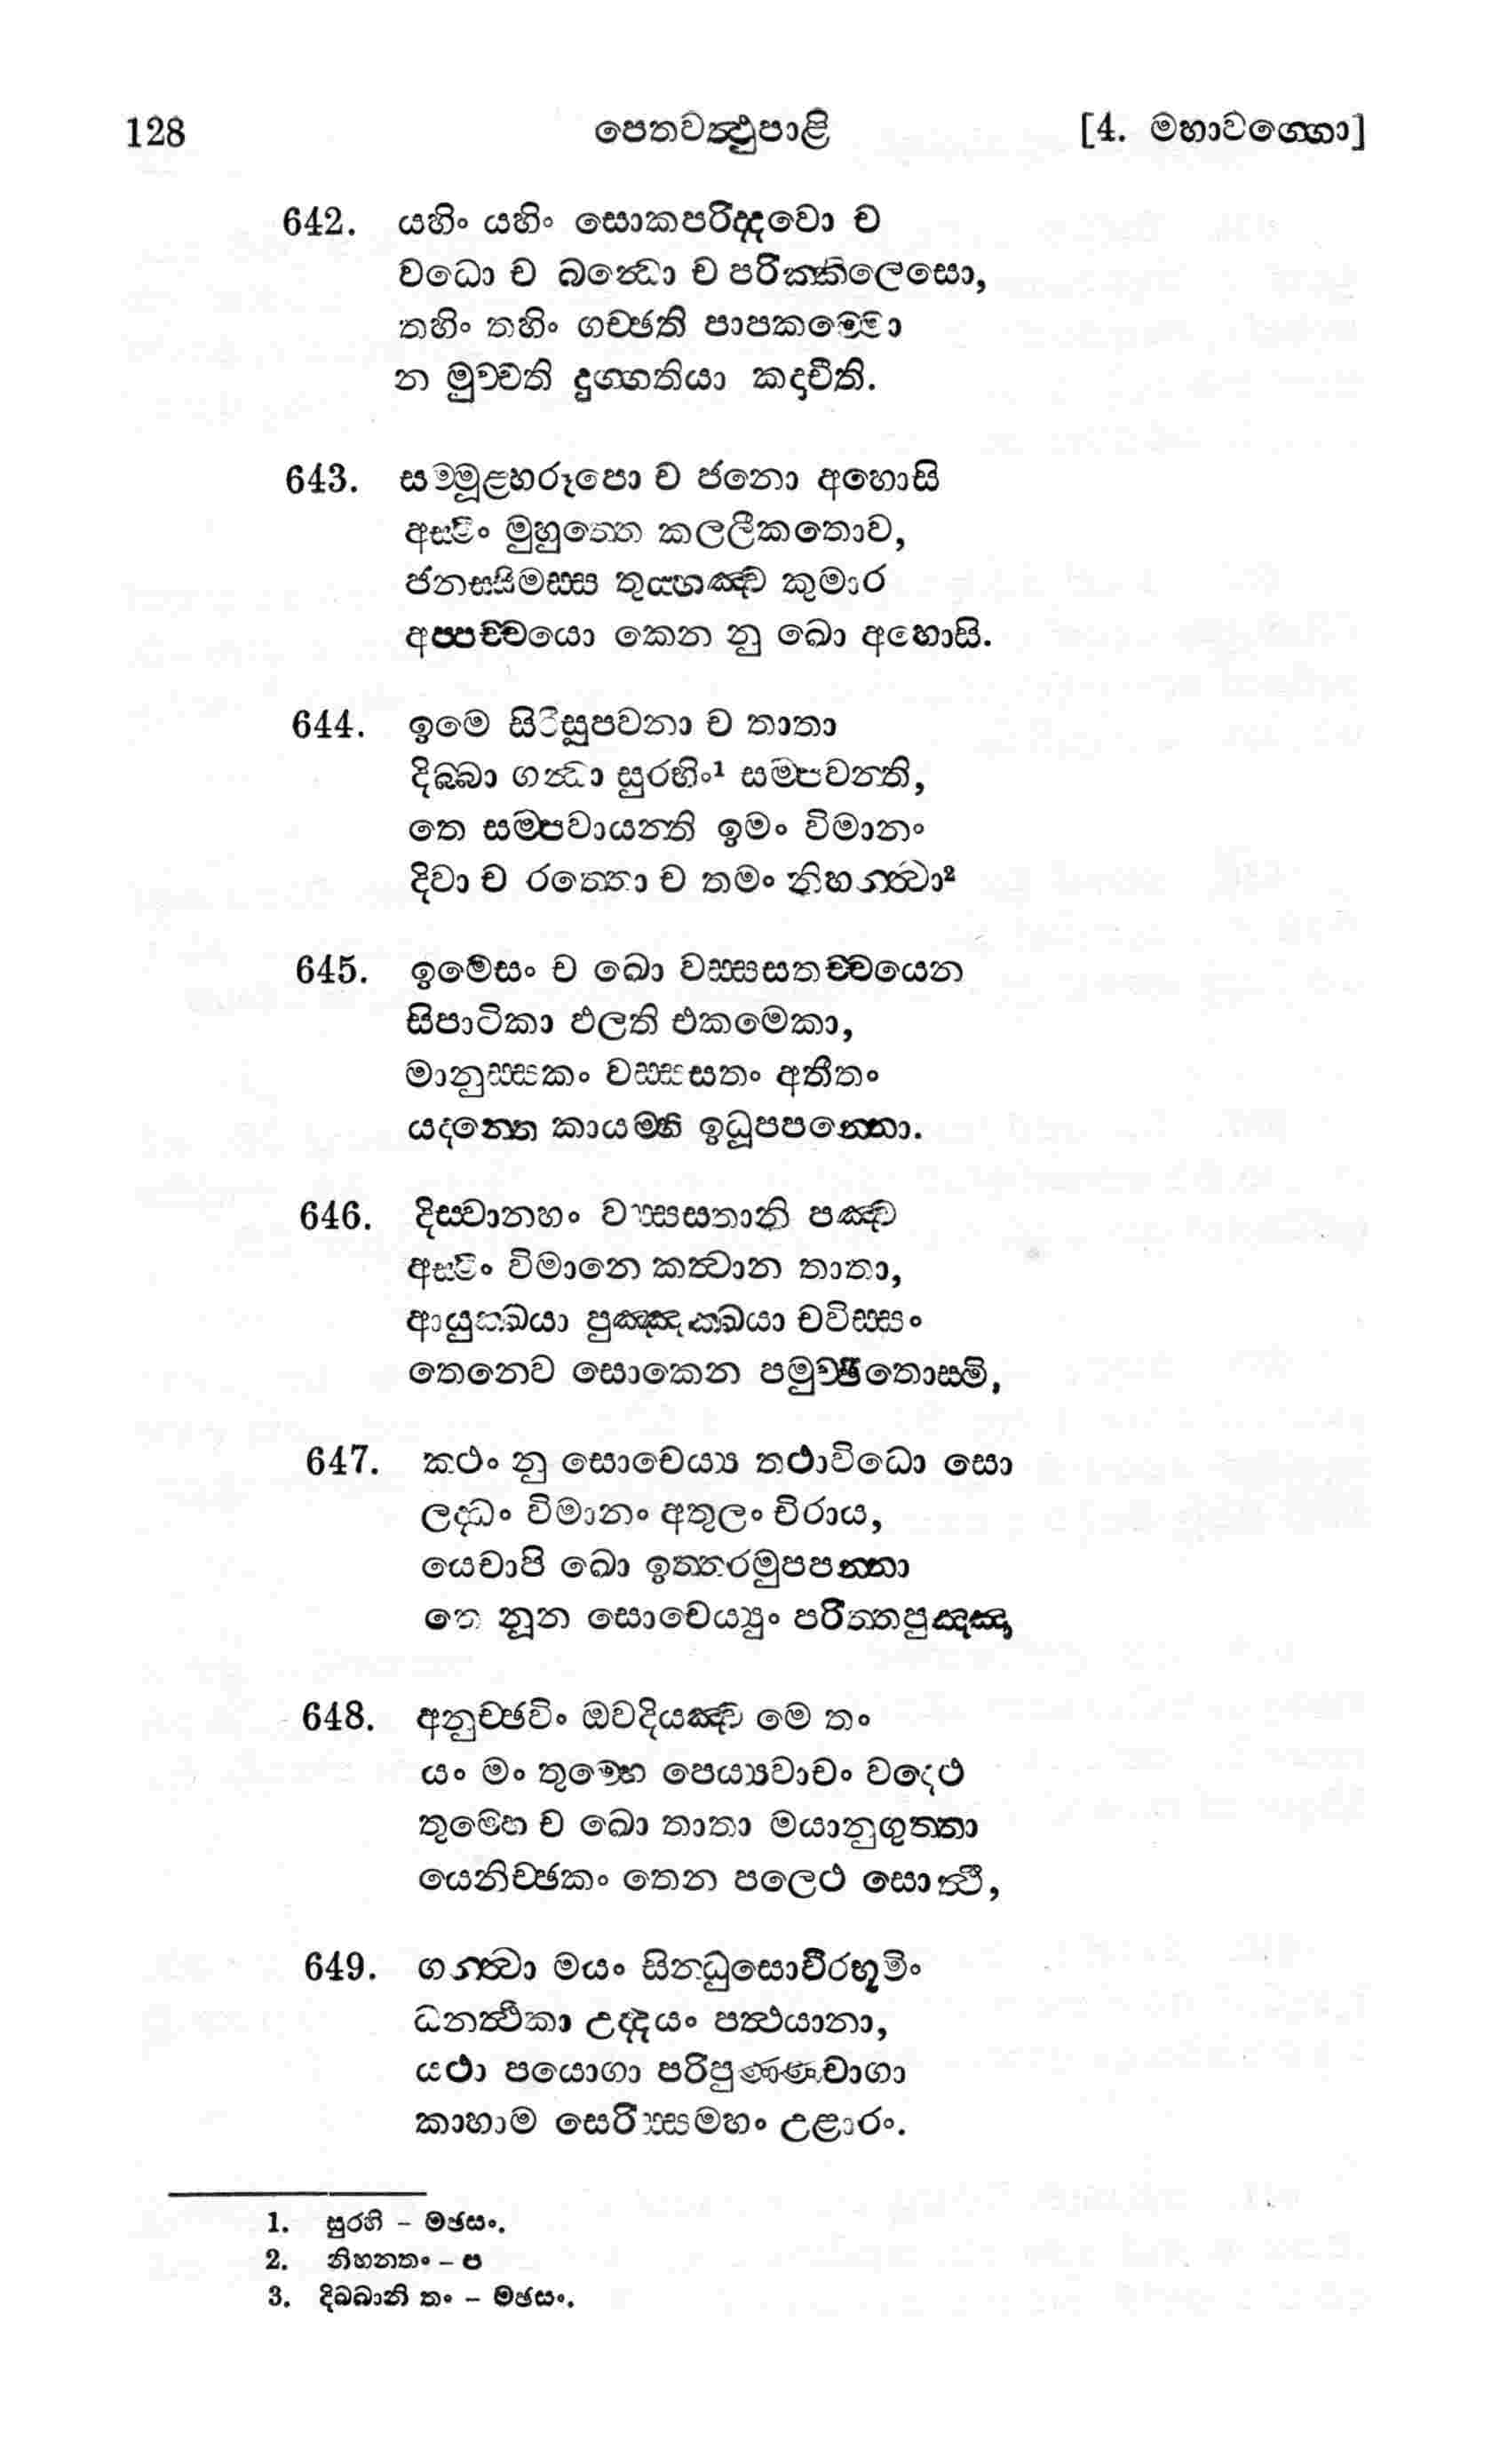 128 පෙතවත්‍ථුපාළි [4. මහාවග්ගො]
642. යහිං යහිං සොකපරිද්දවො ච
වධො ච බන්‍ධො ච පරික්කිලෙසො,
තහිං තහිං ගච්ඡති පාපකම්මො
න මුච්චති දුග්ගතියා කදාචීති.
643. සම්මූළහරූපො ච ජනො අහොසි
අස්මිං මුහුත්තෙ කලලීකතොව,
ජනස්සිමස්ස තුය්හඤ්ච කුමාර
අප්පච්චයො කෙන නු ඛො අහොසි.
644. ඉමෙ සිරීසුපවනා ච තාතා
දිබ්බා ගන්‍ධා සුරභිං¹ සම්පවන්ති,
තෙ සම්පවායන්ති ඉමං විමානං
දිවා ච රත්තො ච තමං නිහන්ත්‍වා²
645. ඉමෙසං ච ඛො වස්සසතච්චයෙන
සිපාටිකා ඵලති එකමෙකා,
මානුස්සකං වස්සසතං අතීතං
යදග්ගෙ කායම්හි ඉධූපපන්නො.
646. දිස්වානහං වස්සසතානි පඤ්ච
අස්මිං විමානෙ කත්‍වාන තාතා,
ආයුක්ඛයා පුඤ්ඤක්ඛයා චවිස්සං
තෙනෙව සොකෙන පමුච්ඡිතොස්මි,
647. කථං නු සොචෙය්‍ය තථාවිධො සො
ලද්ධං විමානං අතුලං චිරාය,
යෙචාපි ඛො ඉත්තරමුපපන්නා
තෙ නූන සොචෙය්‍යුං පරිත්තපුඤ්ඤා
648. අනුච්ඡවිං ඔවදියඤ්ච මෙ තං
යං මං තුම්හෙ පෙය්‍යවාචං වදෙථ
තුම්හෙ ච ඛො තාතා මයානුගුත්තා
යෙනිච්ඡකං තෙන පලෙථ සොත්‍ථි,
649. ගන්ත්‍වා මයං සින්ධුසොවීරභූමිං
ධනත්‍ථිකා උද්දයං පත්‍ථයානා,
යථා පයොගා පරිපුණ්ණචාගා
කාහාම සෙරිස්සමහං උළාරං.
1. සුරභි – මඡසං.
2. නිහනතං – ප
3. දිබබානි තං – මඡසං.